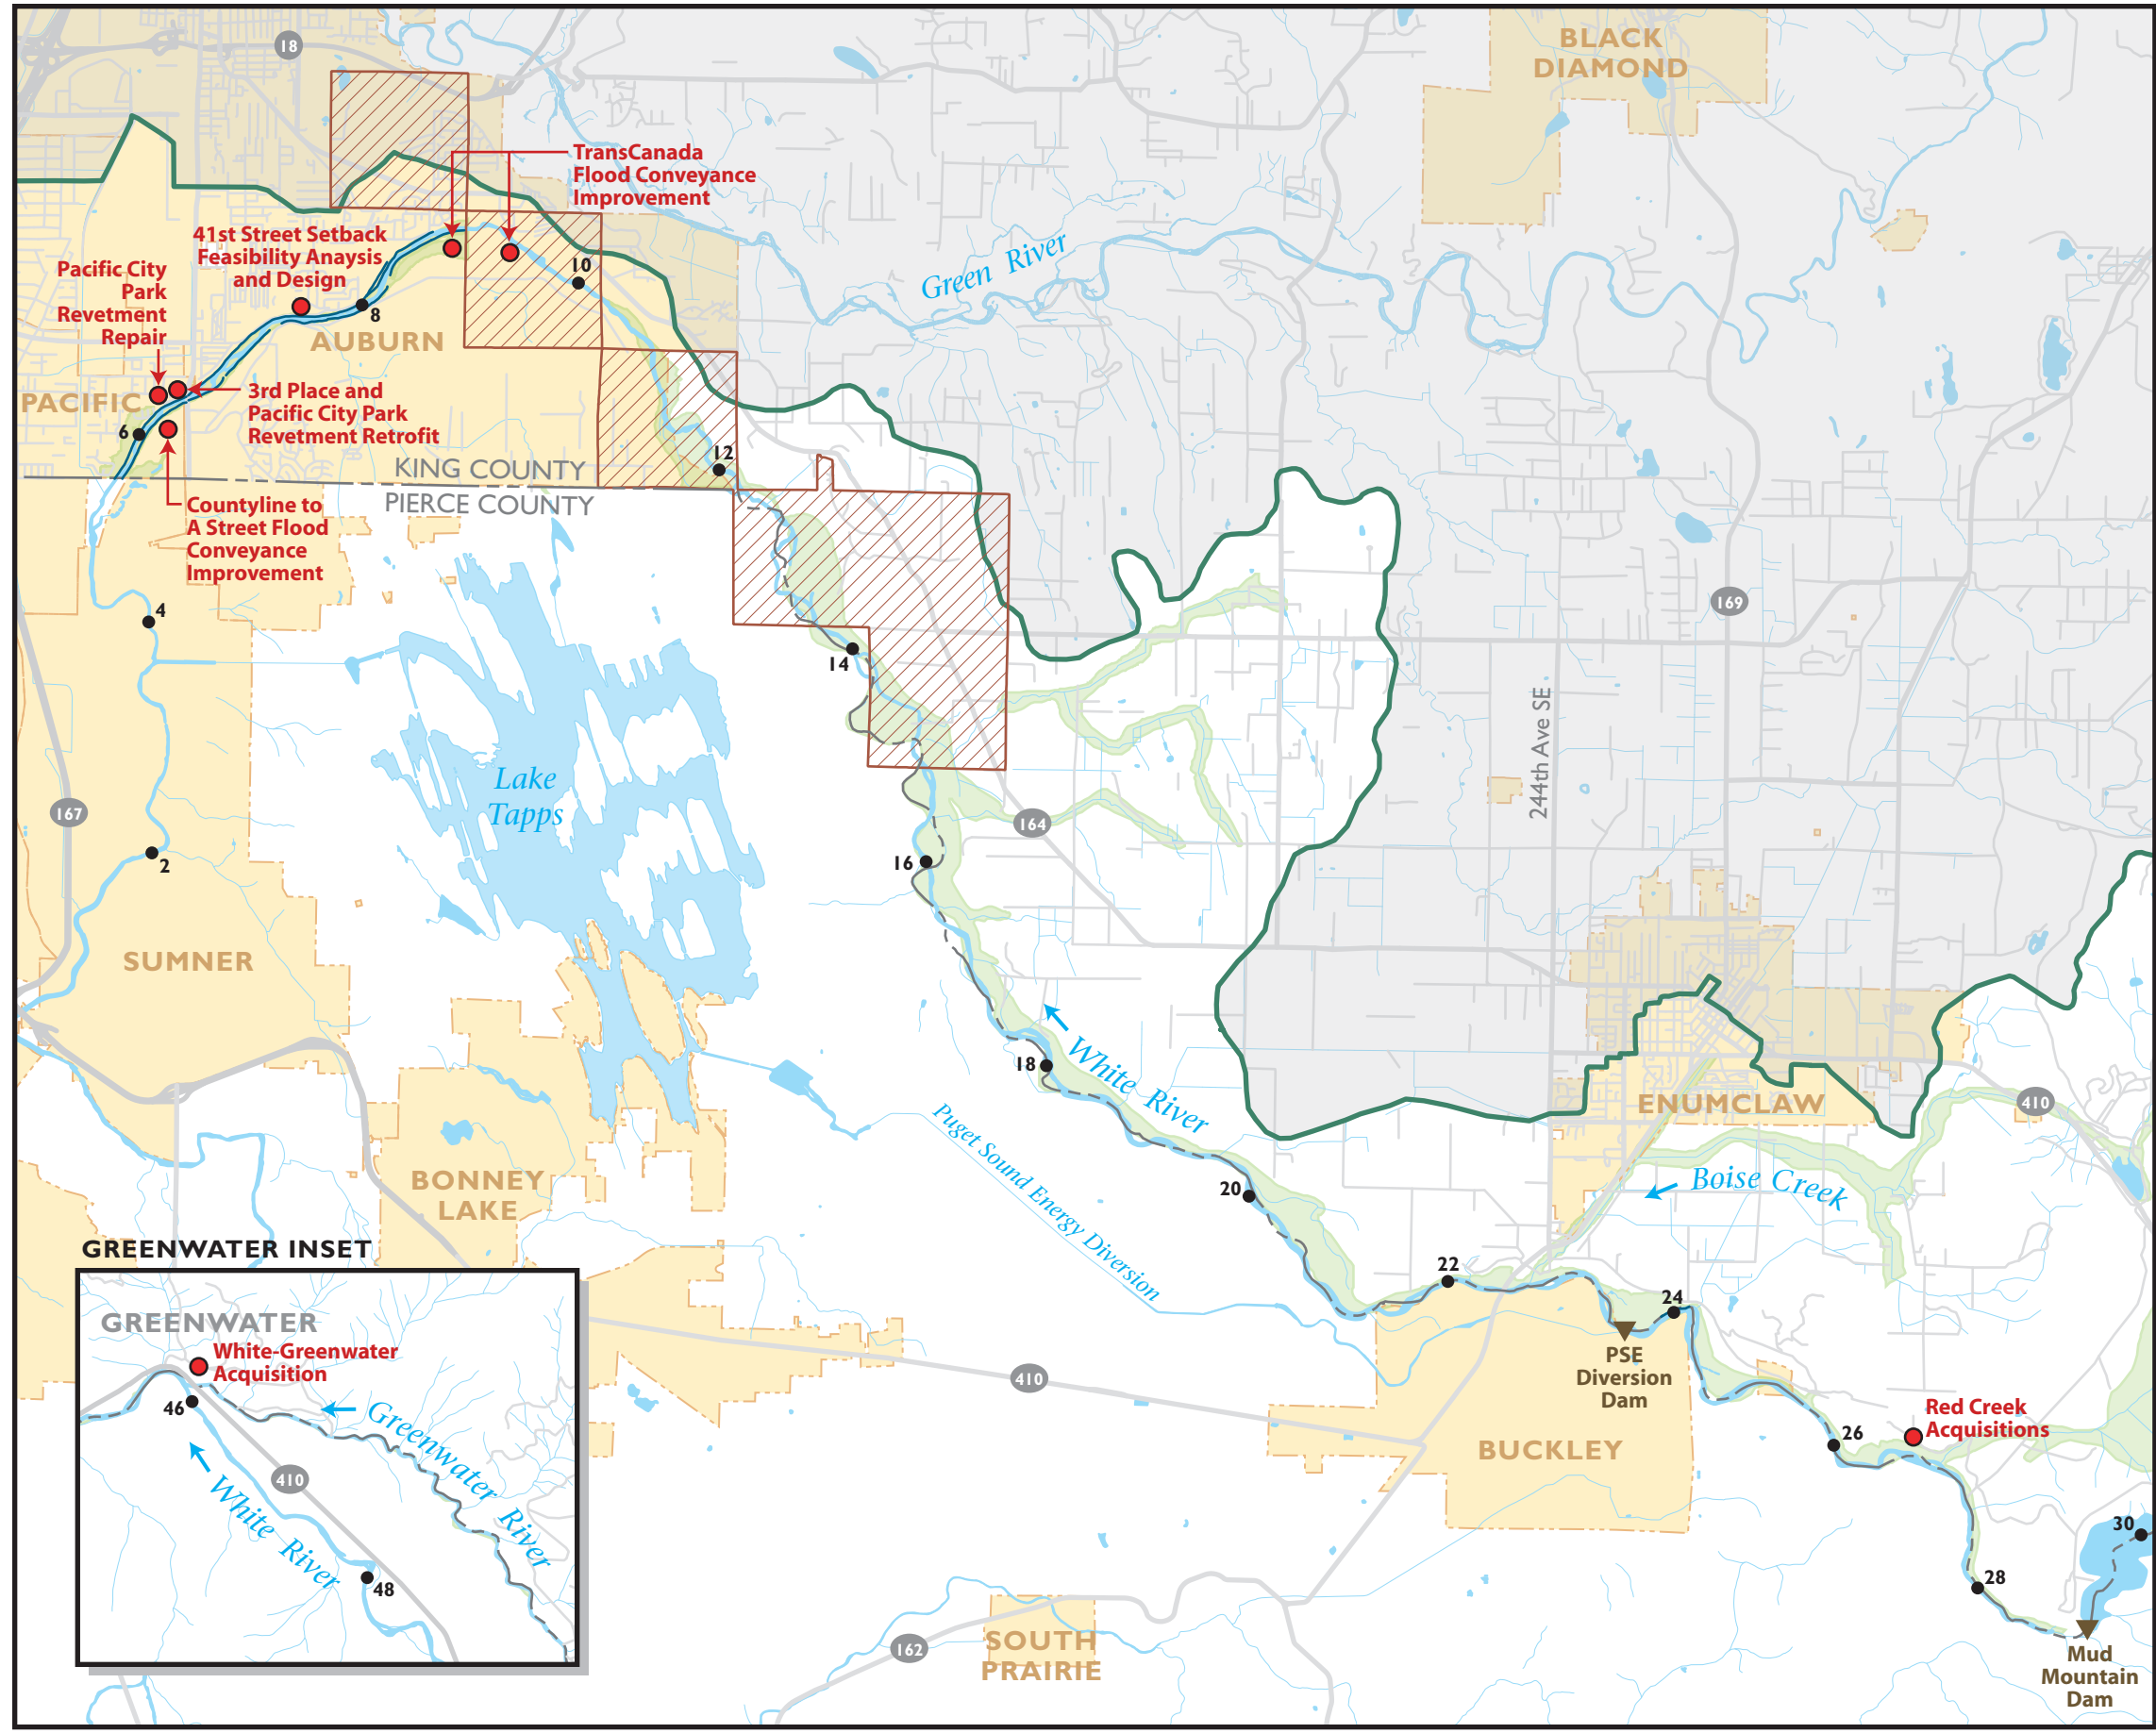 18
BLACK
DIAMOND
TransCanada
Flood Conveyance
Improvement
41st Street Setback
Feasibility Anaysis
and Design
Pacific City
Park
Revetment
Repair
Green River
10
8
AUBURN
PACIFIC
3rd Place and
Pacific City Park
Revetment Retrofit
6
12
KING COUNTY
PIERCE COUNTY
Countyline to
A Street Flood
Conveyance
Improvement
4
169
14
244th Ave SE
Lake
Tapps
167
164
2
16
SUMNER
18
White River
ENUMCLAW
410
Puget Sound Energy Diversion
BONNEY
LAKE
20
Boise Creek
22
24
PSE
Diversion
Dam
410
BUCKLEY
26
Red Creek
Acquisitions
28
30
Mud
Mountain
Dam
162
SOUTH
PRAIRIE
GREENWATER INSET
GREENWATER
White-Greenwater
Acquisition
46
Greenwater River
410
White River
48